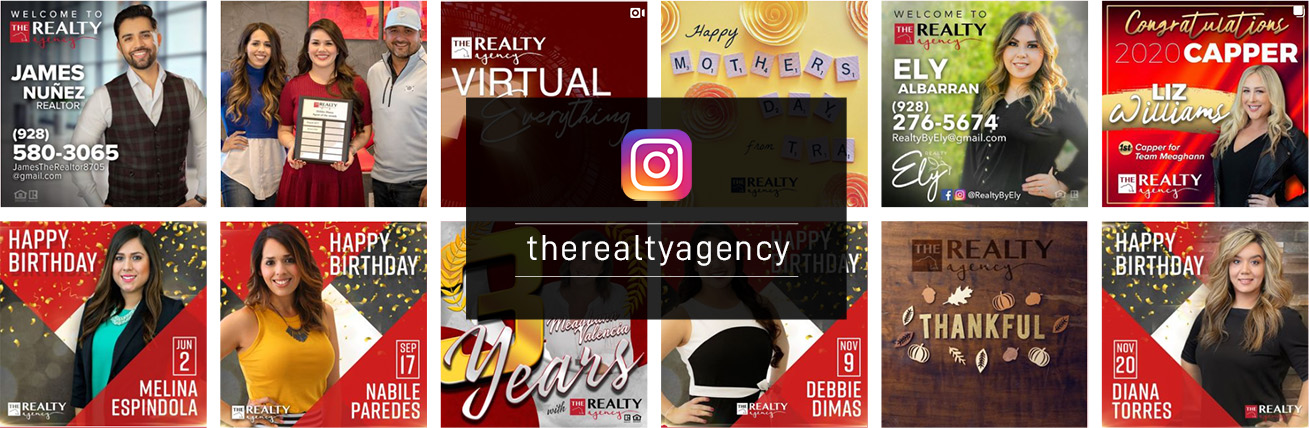 WELCOME TO
THE REALTY
agency
JAMES
NUÑEZ
REALTOR
(928)
580-3065
JamesTheRealtor8705
@gmail.com
THE REALTY
agency
VIRTUAL
Everything
Happy
MOTHERS
DAY
from TRA
REALTY
WELCOME TO
THE REALTY
agency
ELY
ALBARRAN
(928)
276-5674
RealtyByEly@gmail.com
REALTY
Ely
@RealtyByEly
Congratulations
2020 CAPPER
LIZ
Williams
1st Capper for
Team Meaghann
THE REALTY
agency
therealtyagency
HAPPY
BIRTHDAY
JUN
2
MELINA
ESPINDOLA
THE REALTY
agency
HAPPY
BIRTHDAY
SEP
17
NABILE
PAREDES
THE REALTY
agency
3
Valencia
Years
with THE REALTY
agency
HAPPY
NOV
9
DEBBIE
DIMAS
THE REALTY
agency
THE REALTY
agency
THANKFUL
HAPPY
BIRTHDAY
NOV
20
DIANA
TORRES
THE REALTY
agency